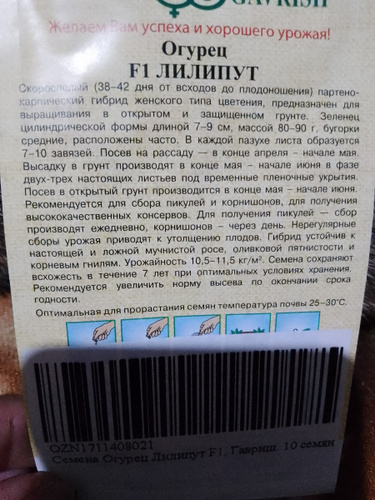 GAVRISH
Желаем Вам успеха и хорошего урожая!
Огурец
F1 ЛИЛИПУТ
Скороспелый (38–42 дня от всходов до плодоношения) партено-
карпический гибрид женского типа цветения, предназначен для
выращивания в открытом и защищенном грунте. Зеленец
цилиндрической формы длиной 7–9 см, массой 80–90 г, бугорки
средние, расположены часто. В каждой пазухе листа образуется
7–10 завязей. Посев на рассаду — в конце апреля – начале мая.
Высадку в грунт производят в конце мая – начале июня в фазе
двух-трех настоящих листьев под временные пленочные укрытия.
Посев в открытый грунт производится в конце мая – начале июня.
Рекомендуется для сбора пикулей и корнишонов, для получения
высококачественных консервов. Для получения пикулей — сбор
производят ежедневно, корнишонов – через день. Нерегулярные
сборы урожая приводят к утолщению плодов. Гибрид устойчив к
настоящей и ложной мучнистой росе, оливковой пятнистости и
корневым гнилям. Урожайность 10,5–11,5 кг/м². Семена сохраняют
всхожесть в течение 7 лет при оптимальных условиях хранения.
Рекомендуется увеличить норму высева по окончании срока
годности.
Оптимальная для прорастания семян температура почвы 25–30°С.
OZN1711408021
Семена Огурец Лилипут F1, Гавриш, 10 семян